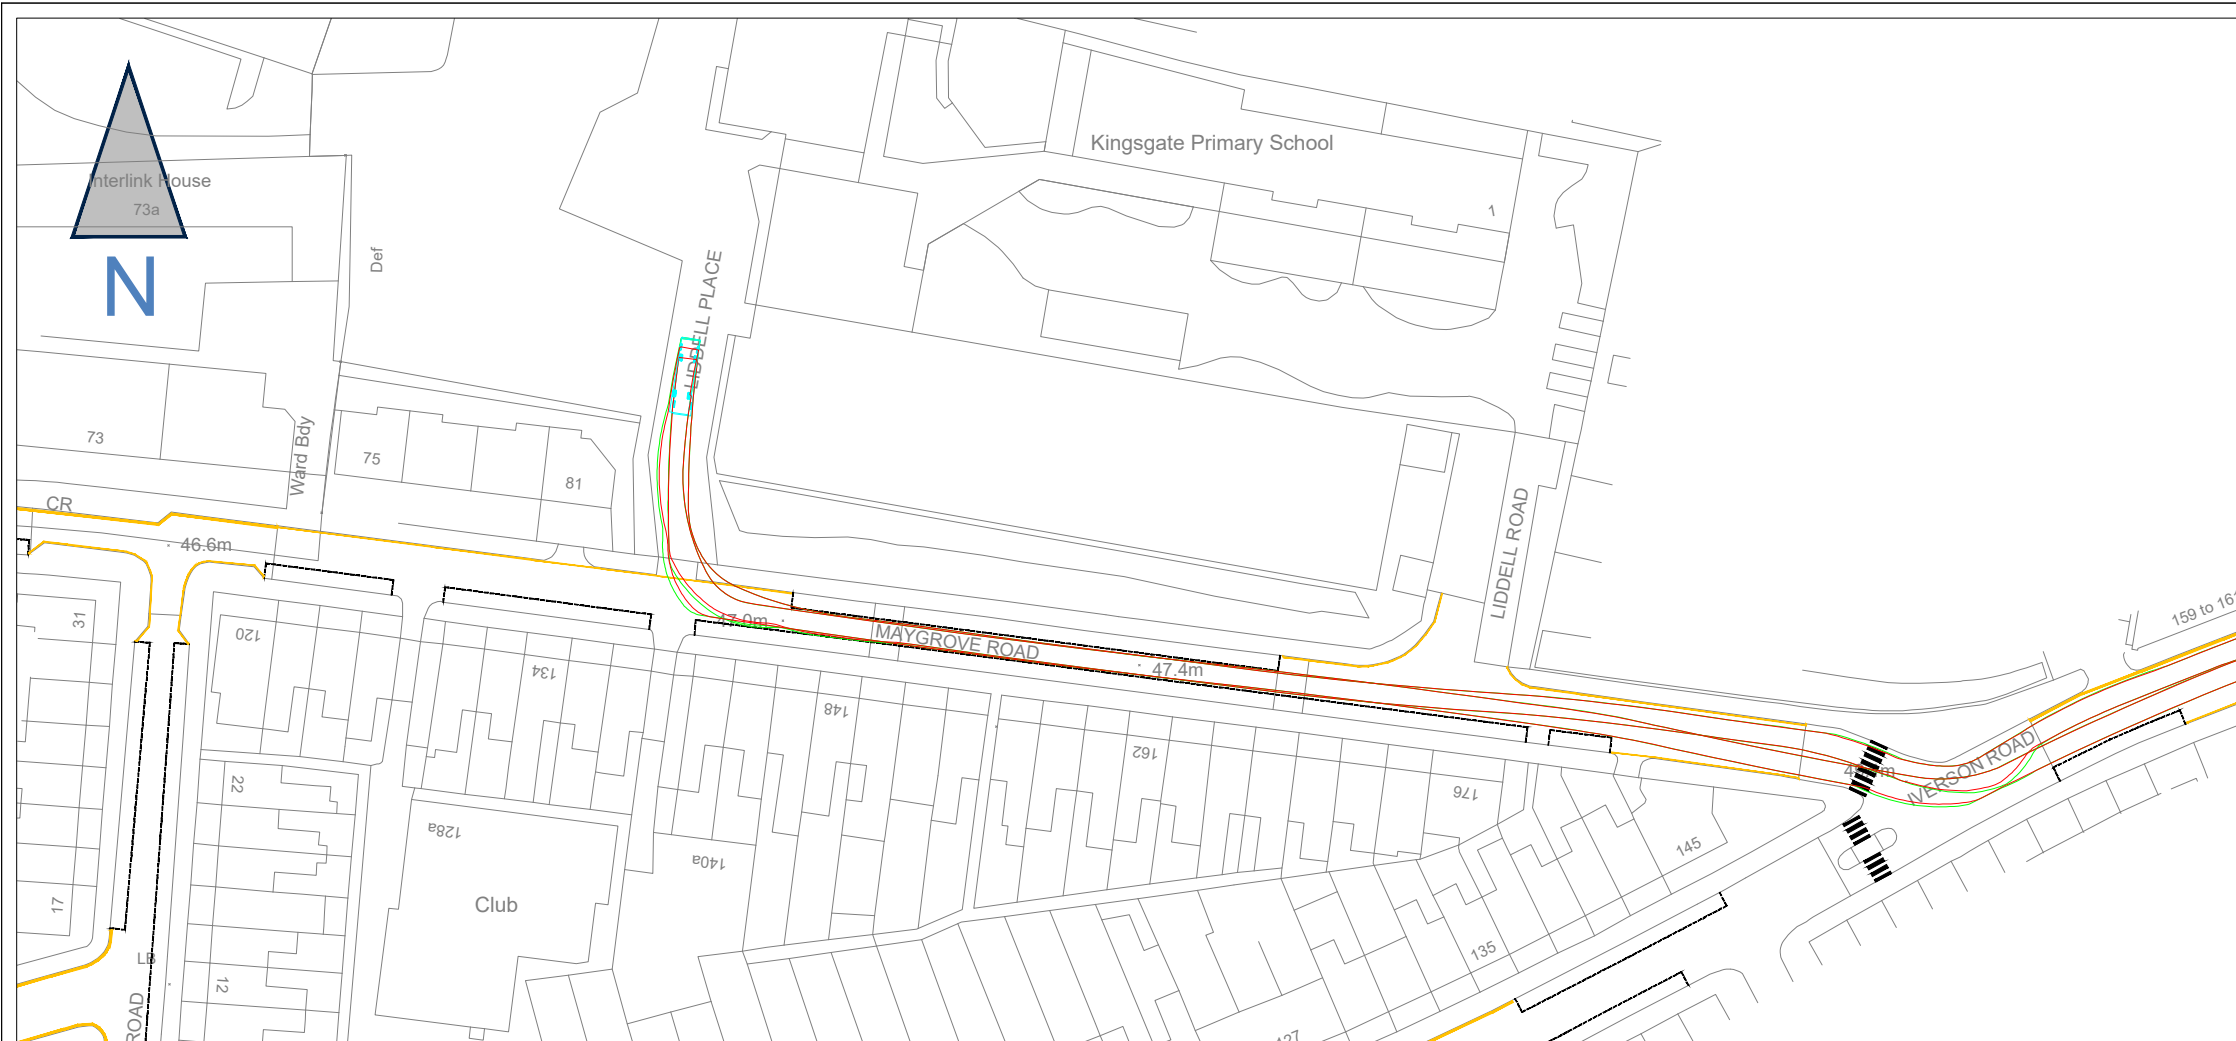 Kingsgate Primary School
Interlink House
73a
1
N
Def
LIDDELL PLACE
73
Ward Bdy
75
81
CR
46.6m
LIDDELL ROAD
159 to 161
31
120
134
47.0m
MAYGROVE ROAD
47.4m
148
162
176
IVERSON ROAD
22
128a
140a
145
17
Club
135
LB
12
ROAD
127